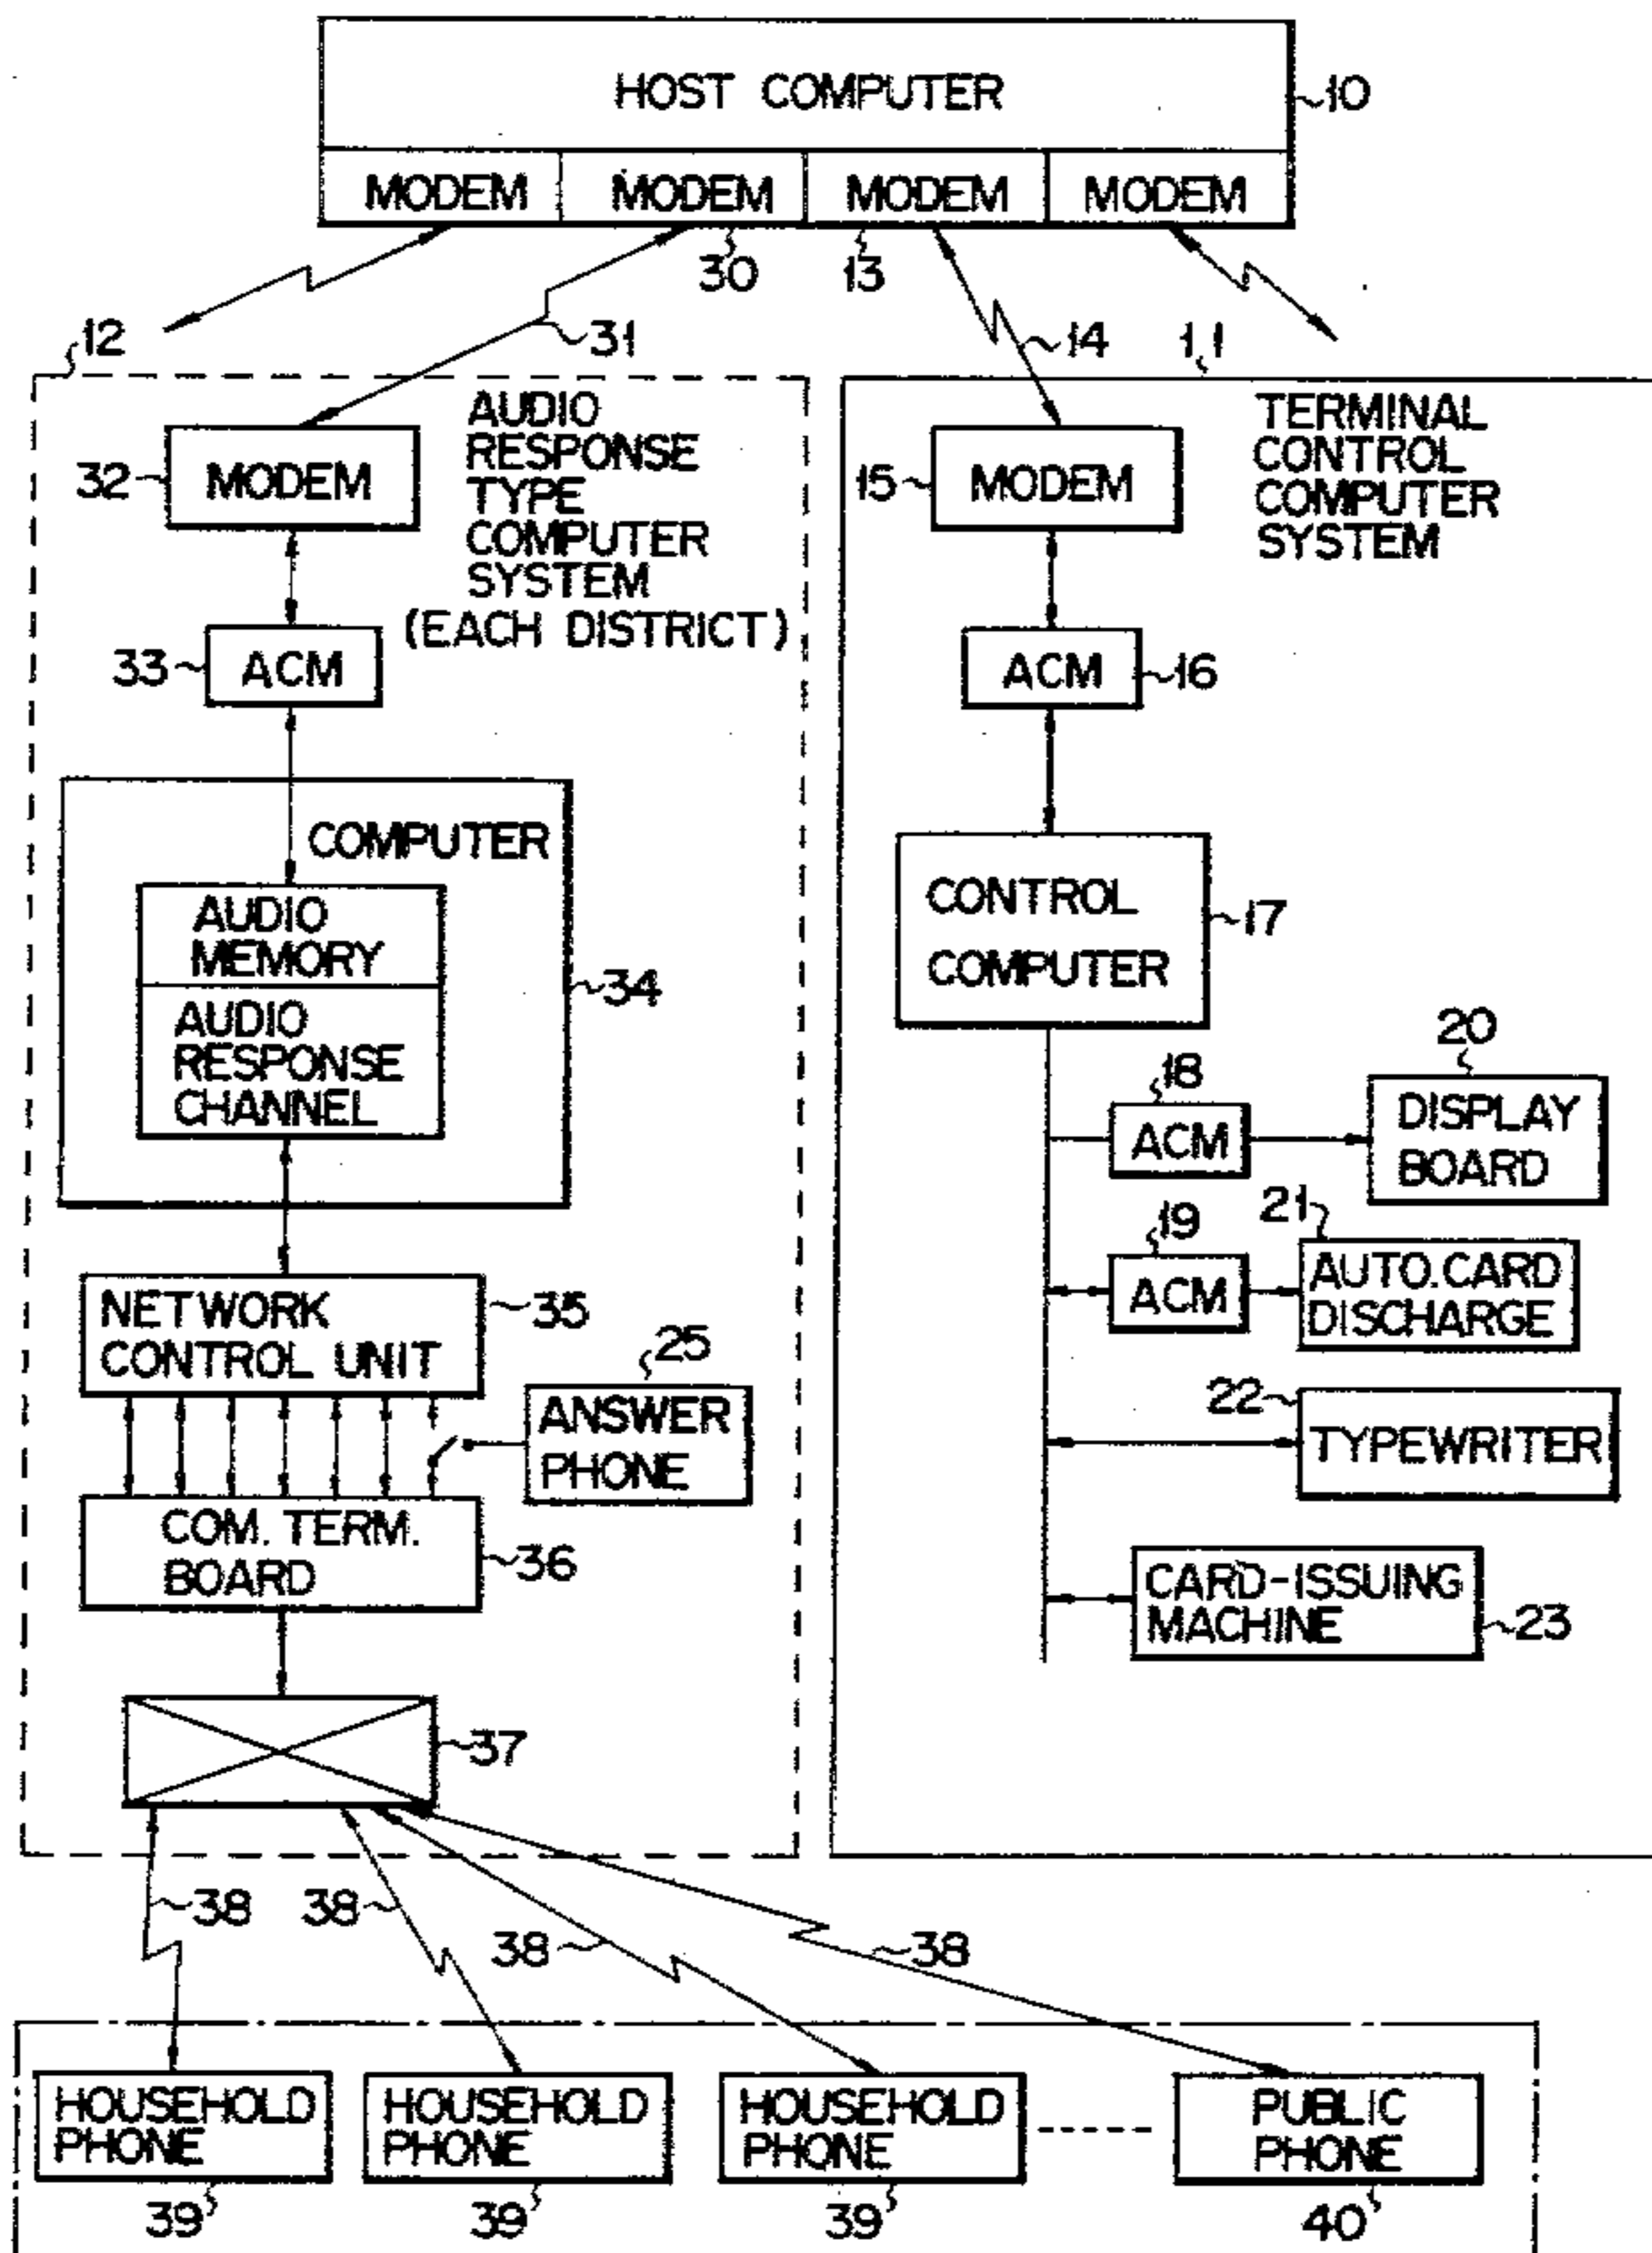 HOST COMPUTER
10
MODEM
MODEM
MODEM
MODEM
30
13
12
31
14
11
AUDIO
RESPONSE
TYPE
COMPUTER
SYSTEM
(EACH DISTRICT)
32
MODEM
33
ACM
COMPUTER
AUDIO
MEMORY
AUDIO
RESPONSE
CHANNEL
34
NETWORK
CONTROL UNIT
35
25
ANSWER
PHONE
COM. TERM.
BOARD
36
37
TERMINAL
CONTROL
COMPUTER
SYSTEM
15
MODEM
ACM
16
CONTROL
COMPUTER
17
18
ACM
20
DISPLAY
BOARD
19
ACM
21
AUTO.CARD
DISCHARGE
22
TYPEWRITER
CARD-ISSUING
MACHINE
23
38
38
38
38
HOUSEHOLD
PHONE
HOUSEHOLD
PHONE
HOUSEHOLD
PHONE
PUBLIC
PHONE
39
39
39
40